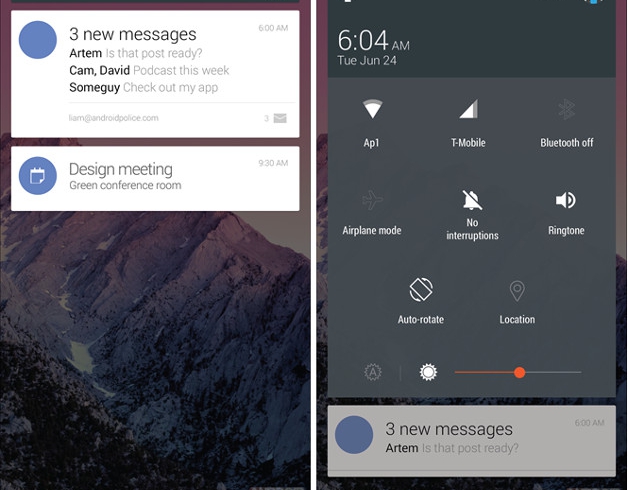 3 new messages
6:00 AM
Artem Is that post ready?
Cam, David Podcast this week
Someguy Check out my app
liam@androidpolice.com
3
Design meeting
9:30 AM
Green conference room
6:04 AM
Tue Jun 24
Ap1
T-Mobile
Bluetooth off
Airplane mode
No
interruptions
Ringtone
Auto-rotate
Location
A
3 new messages
6:00 AM
Artem Is that post ready?